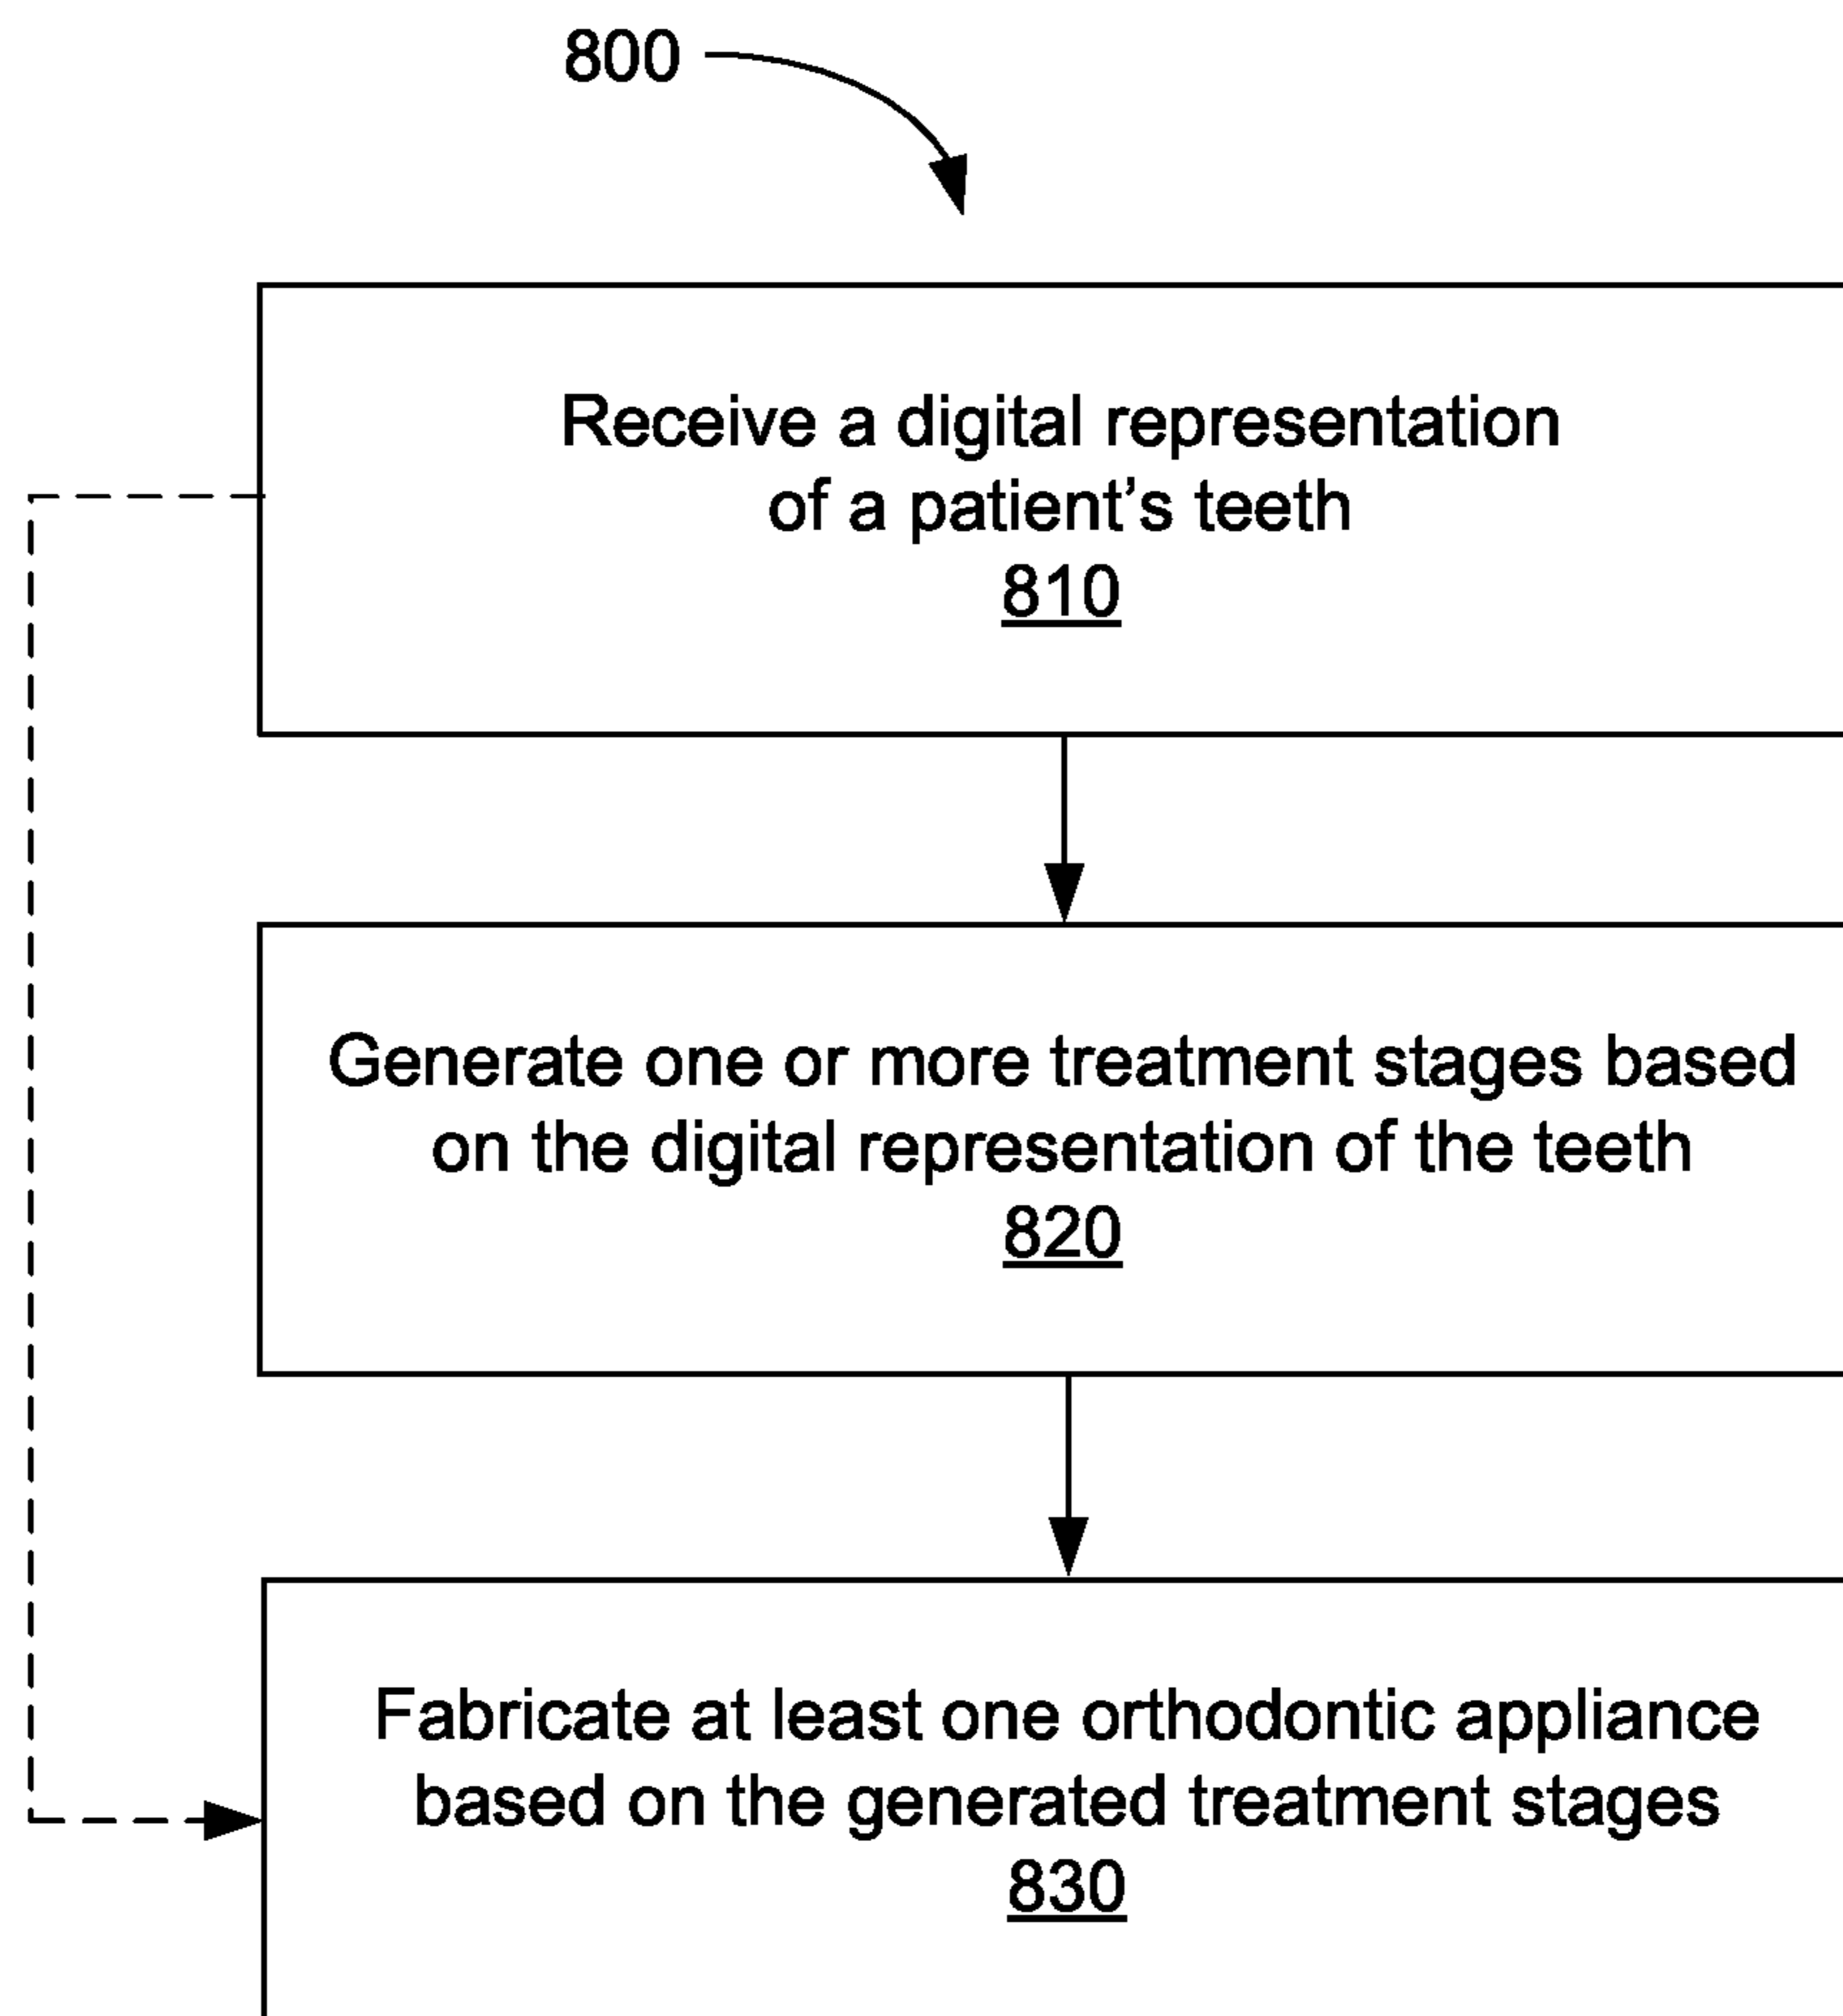 800
Receive a digital representation
of a patient’s teeth
810
Generate one or more treatment stages based
on the digital representation of the teeth
820
Fabricate at least one orthodontic appliance
based on the generated treatment stages
830